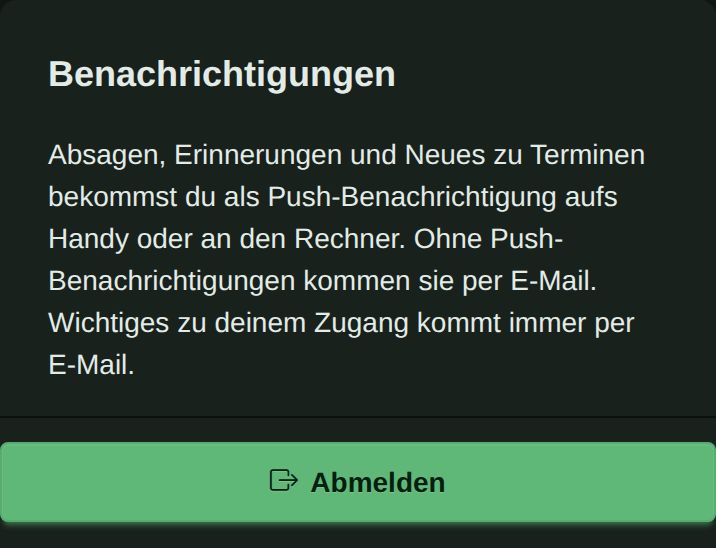 Benachrichtigungen
Absagen, Erinnerungen und Neues zu Terminen
bekommst du als Push-Benachrichtigung aufs
Handy oder an den Rechner. Ohne Push-
Benachrichtigungen kommen sie per E-Mail.
Wichtiges zu deinem Zugang kommt immer per
E-Mail.
Abmelden